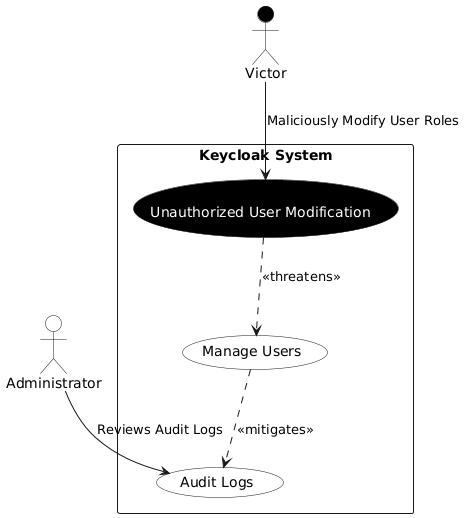 Victor
Maliciously Modify User Roles
Keycloak System
Unauthorized User Modification
«threatens»
Manage Users
Administrator
Reviews Audit Logs
«mitigates»
Audit Logs